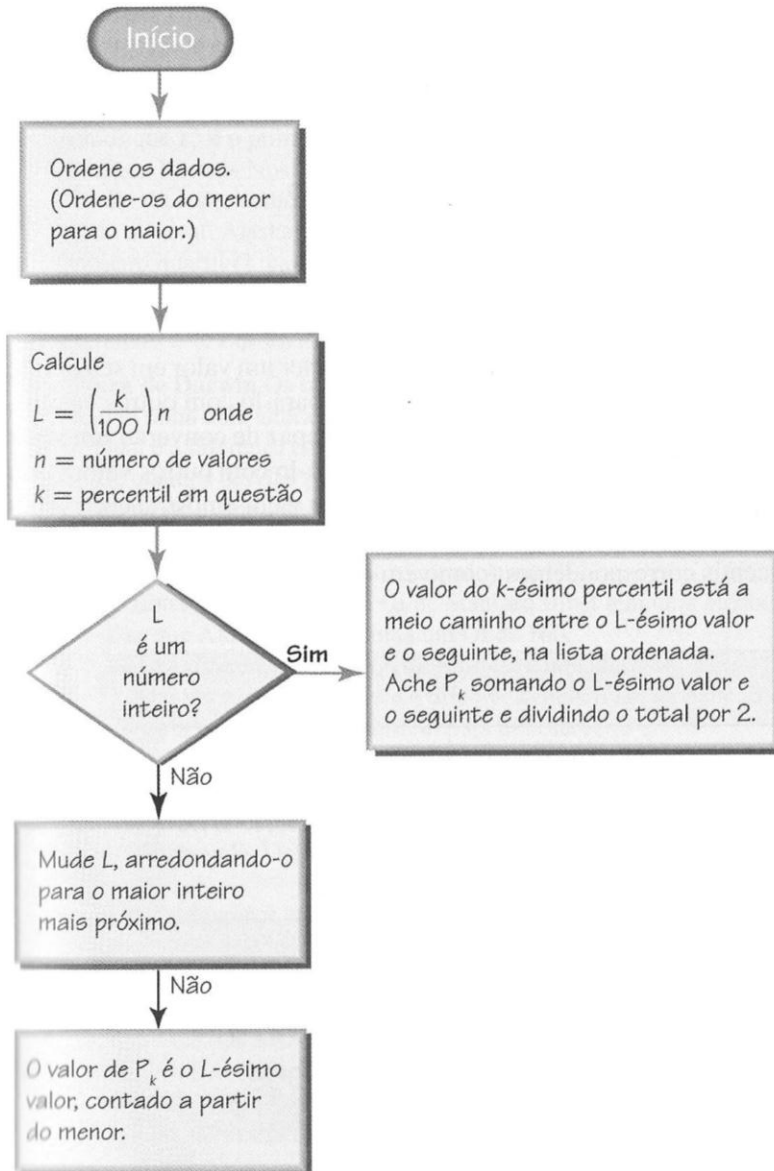 Início
Ordene os dados.
(Ordene-os do menor
para o maior.)
Calcule
L = (k/100) n onde
n = número de valores
k = percentil em questão
L
é um
número
inteiro?
Sim
O valor do k-ésimo percentil está a
meio caminho entre o L-ésimo valor
e o seguinte, na lista ordenada.
Ache Pk somando o L-ésimo valor e
o seguinte e dividindo o total por 2.
Não
Mude L, arredondando-o
para o maior inteiro
mais próximo.
Não
O valor de Pk é o L-ésimo
valor, contado a partir
do menor.